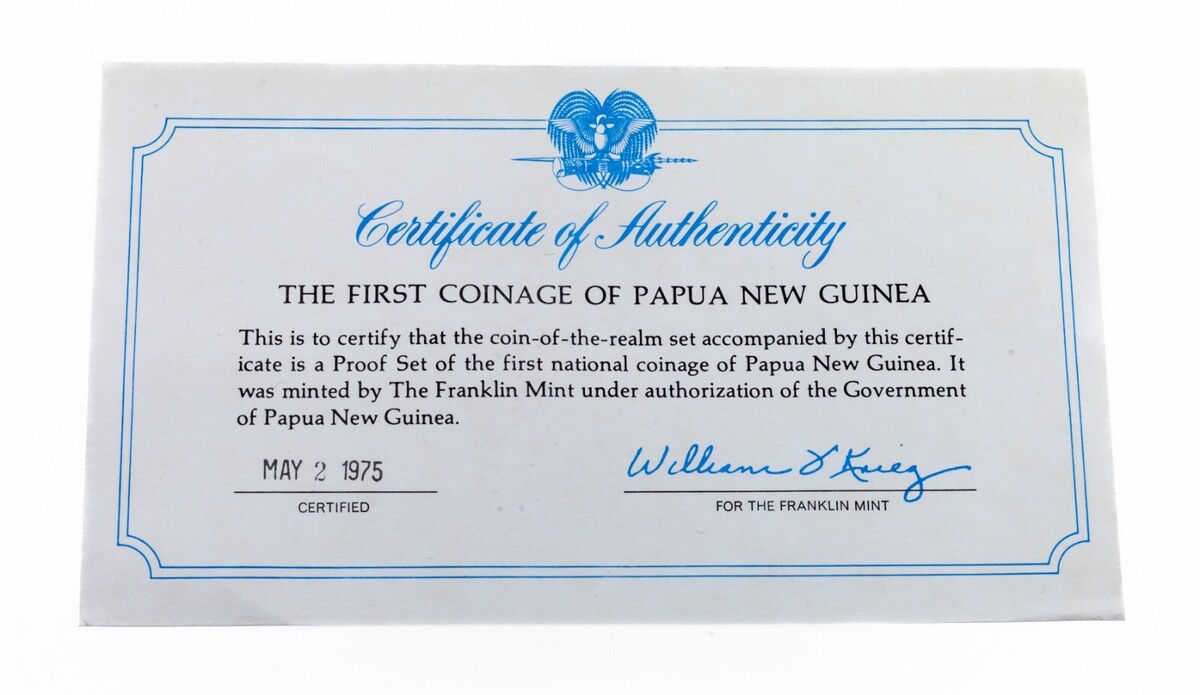 Certificate of Authenticity
THE FIRST COINAGE OF PAPUA NEW GUINEA
This is to certify that the coin-of-the-realm set accompanied by this certif-
icate is a Proof Set of the first national coinage of Papua New Guinea. It
was minted by The Franklin Mint under authorization of the Government
of Papua New Guinea.
MAY 2 1975
William F Krieg
CERTIFIED
FOR THE FRANKLIN MINT